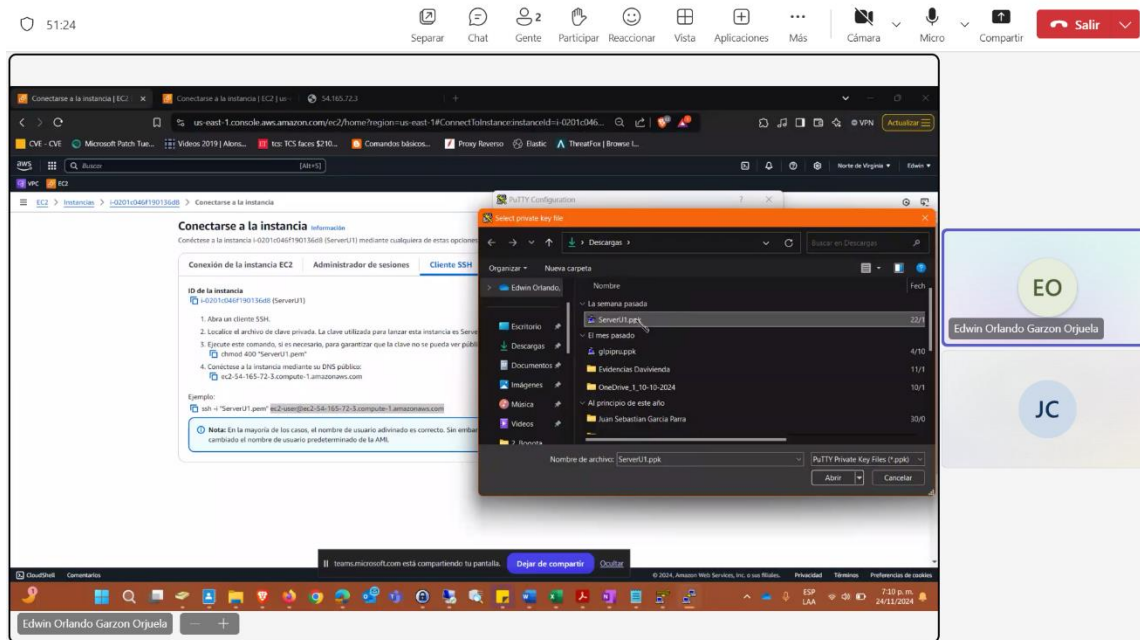 51:24
Separar
Chat
2
Gente
Participar
Reaccionar
Vista
Aplicaciones
Más
Cámara
Micro
Compartir
Salir
Conectarse a la instancia | EC2
Conectarse a la instancia | EC2 | us-
54.165.72.3
us-east-1.console.aws.amazon.com/ec2/home?region=us-east-1#ConnectToInstance:instanceId=i-0201c046...
VPN
Actualizar
CVE - CVE
Microsoft Patch Tue...
Videos 2019 | Alons...
tcs: TCS faces $210...
Comandos básicos...
Proxy Reverso
Elastic
ThreatFox | Browse I...
aws
Buscar
[Alt+S]
Norte de Virginia
Edwin
VPC
EC2
EC2 > Instancias > i-0201c046f190136d8 > Conectarse a la instancia
Conectarse a la instancia Información
Conéctese a la instancia i-0201c046f190136d8 (ServerU1) mediante cualquiera de estas opciones
Conexión de la instancia EC2
Administrador de sesiones
Cliente SSH
ID de la instancia
i-0201c046f190136d8 (ServerU1)
1. Abra un cliente SSH.
2. Localice el archivo de clave privada. La clave utilizada para lanzar esta instancia es Serve
3. Ejecute este comando, si es necesario, para garantizar que la clave no se pueda ver públi
chmod 400 "ServerU1.pem"
4. Conéctese a la instancia mediante su DNS público:
ec2-54-165-72-3.compute-1.amazonaws.com
Ejemplo:
ssh -i "ServerU1.pem" ec2-user@ec2-54-165-72-3.compute-1.amazonaws.com
Nota: En la mayoría de los casos, el nombre de usuario adivinado es correcto. Sin embar
cambiado el nombre de usuario predeterminado de la AMI.
PuTTY Configuration
Select private key file
Descargas
Buscar en Descargas
Organizar
Nueva carpeta
Edwin Orlando
Escritorio
Descargas
Documentos
Imágenes
Música
Videos
Nombre
Fech
La semana pasada
ServerU1.ppk
22/1
El mes pasado
glpipru.ppk
4/10
Evidencias Davivienda
11/1
OneDrive_1_10-10-2024
10/1
Al principio de este año
Juan Sebastian Garcia Parra
30/0
Nombre de archivo:
ServerU1.ppk
PuTTY Private Key Files (*.ppk)
Abrir
Cancelar
teams.microsoft.com está compartiendo tu pantalla.
Dejar de compartir
Ocultar
CloudShell
Comentarios
© 2024, Amazon Web Services, Inc. o sus filiales.
Privacidad
Términos
Preferencias de cookies
ESP
LAA
7:10 p. m.
24/11/2024
Edwin Orlando Garzon Orjuela
EO
Edwin Orlando Garzon Orjuela
JC